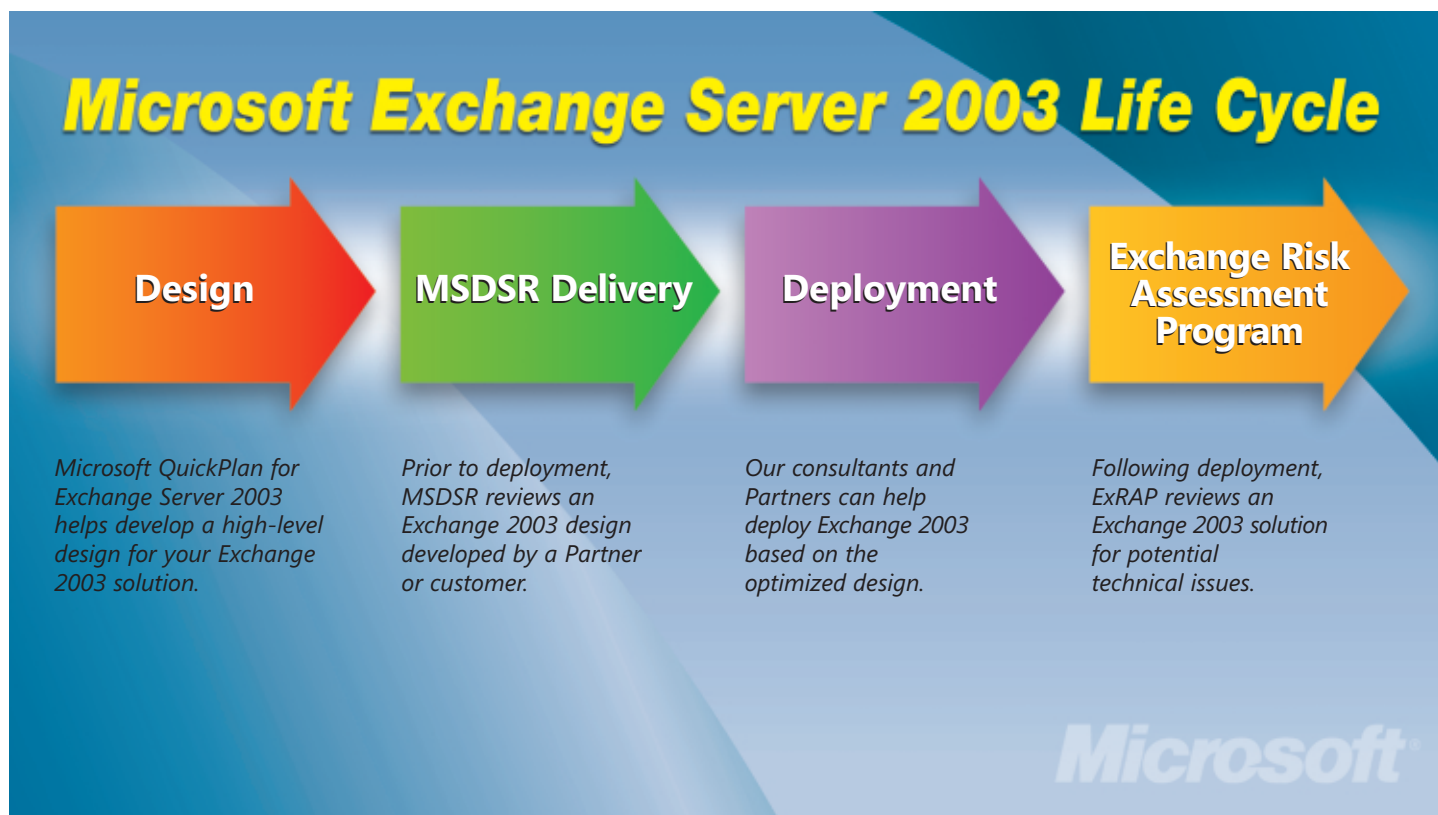 Microsoft Exchange Server 2003 Life Cycle
Design
MSDSR Delivery
Deployment
Exchange Risk
Assessment
Program
Microsoft QuickPlan for
Exchange Server 2003
helps develop a high-level
design for your Exchange
2003 solution.
Prior to deployment,
MSDSR reviews an
Exchange 2003 design
developed by a Partner
or customer.
Our consultants and
Partners can help
deploy Exchange 2003
based on the
optimized design.
Following deployment,
ExRAP reviews an
Exchange 2003 solution
for potential
technical issues.
Microsoft®